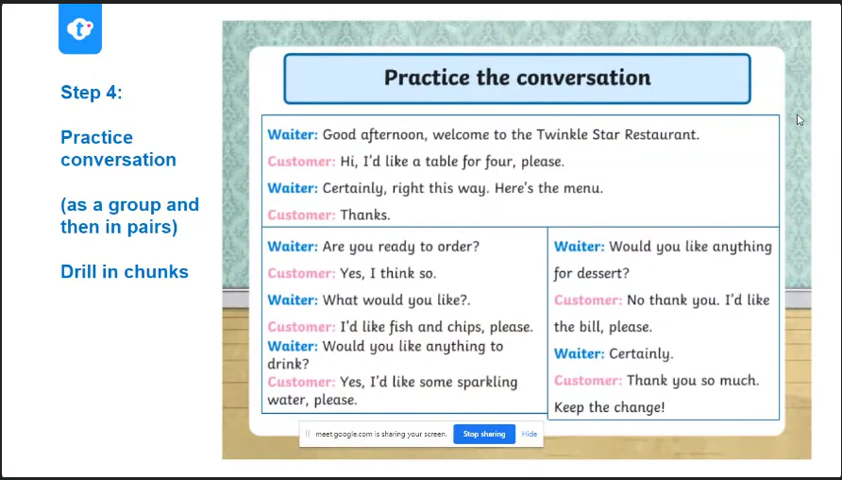 t
Step 4:
Practice
conversation
(as a group and
then in pairs)
Drill in chunks
Practice the conversation
Waiter: Good afternoon, welcome to the Twinkle Star Restaurant.
Customer: Hi, I'd like a table for four, please.
Waiter: Certainly, right this way. Here's the menu.
Customer: Thanks.
Waiter: Are you ready to order?
Customer: Yes, I think so.
Waiter: What would you like?.
Customer: I'd like fish and chips, please.
Waiter: Would you like anything to
drink?
Customer: Yes, I'd like some sparkling
water, please.
Waiter: Would you like anything
for dessert?
Customer: No thank you. I'd like
the bill, please.
Waiter: Certainly.
Customer: Thank you so much.
Keep the change!
meet.google.com is sharing your screen. Stop sharing Hide